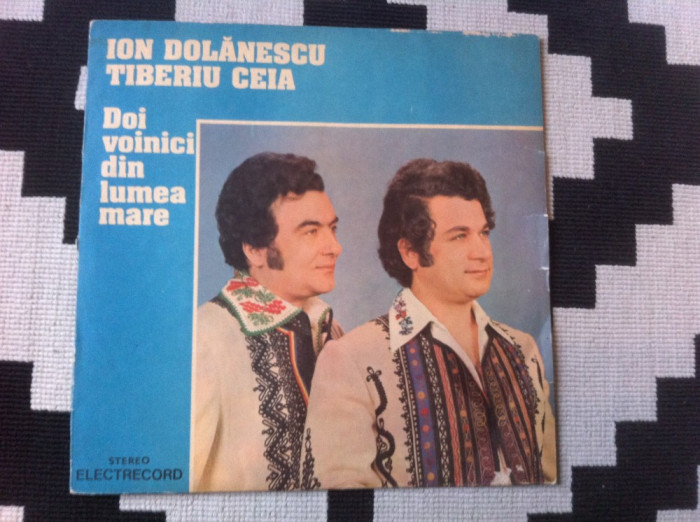 ION DOLĂNESCU
TIBERIU CEIA
Doi
voinici
din
lumea
mare
STEREO
ELECTRECORD